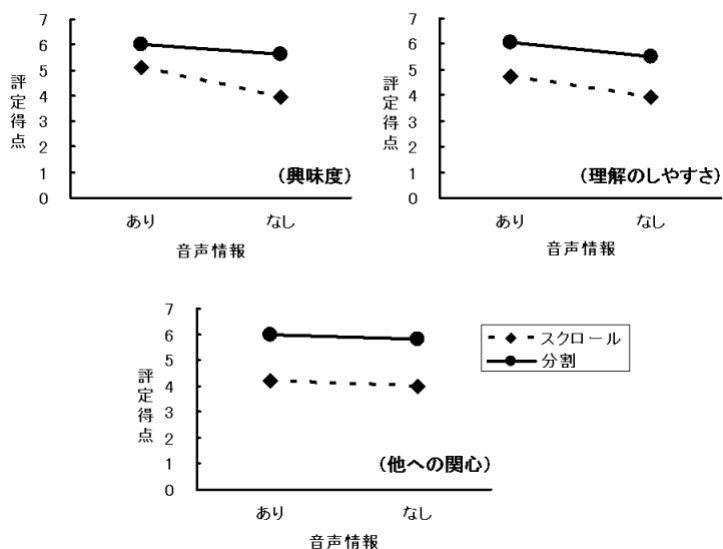 7
6
5
4
3
2
1
0
評定得点
(興味度)
あり
なし
音声情報
7
6
5
4
3
2
1
0
評定得点
(理解のしやすさ)
あり
なし
音声情報
7
6
5
4
3
2
1
0
評定得点
(他への関心)
あり
なし
音声情報
スクロール
分割